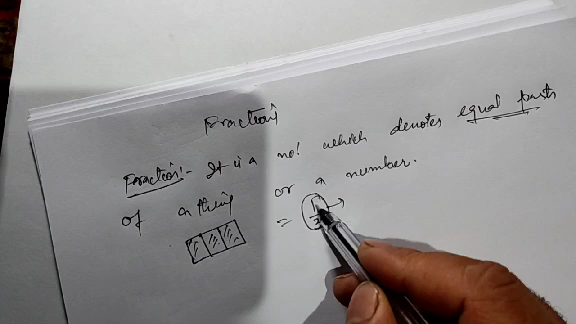 Fraction
Fraction:- It is a no. which denotes equal parts
of a thing or a number.
=